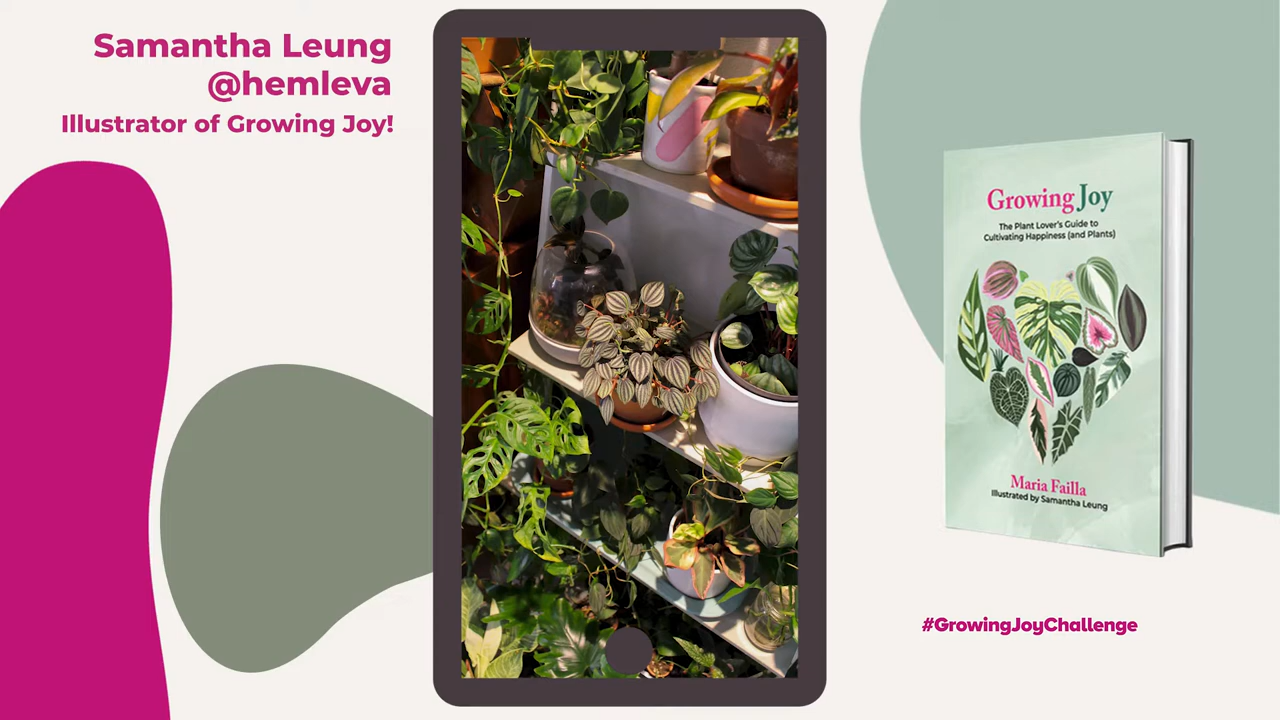 Samantha Leung
@hemleva
Illustrator of Growing Joy!
Growing Joy
The Plant Lover's Guide to
Cultivating Happiness (and Plants)
Maria Failla
Illustrated by Samantha Leung
#GrowingJoyChallenge